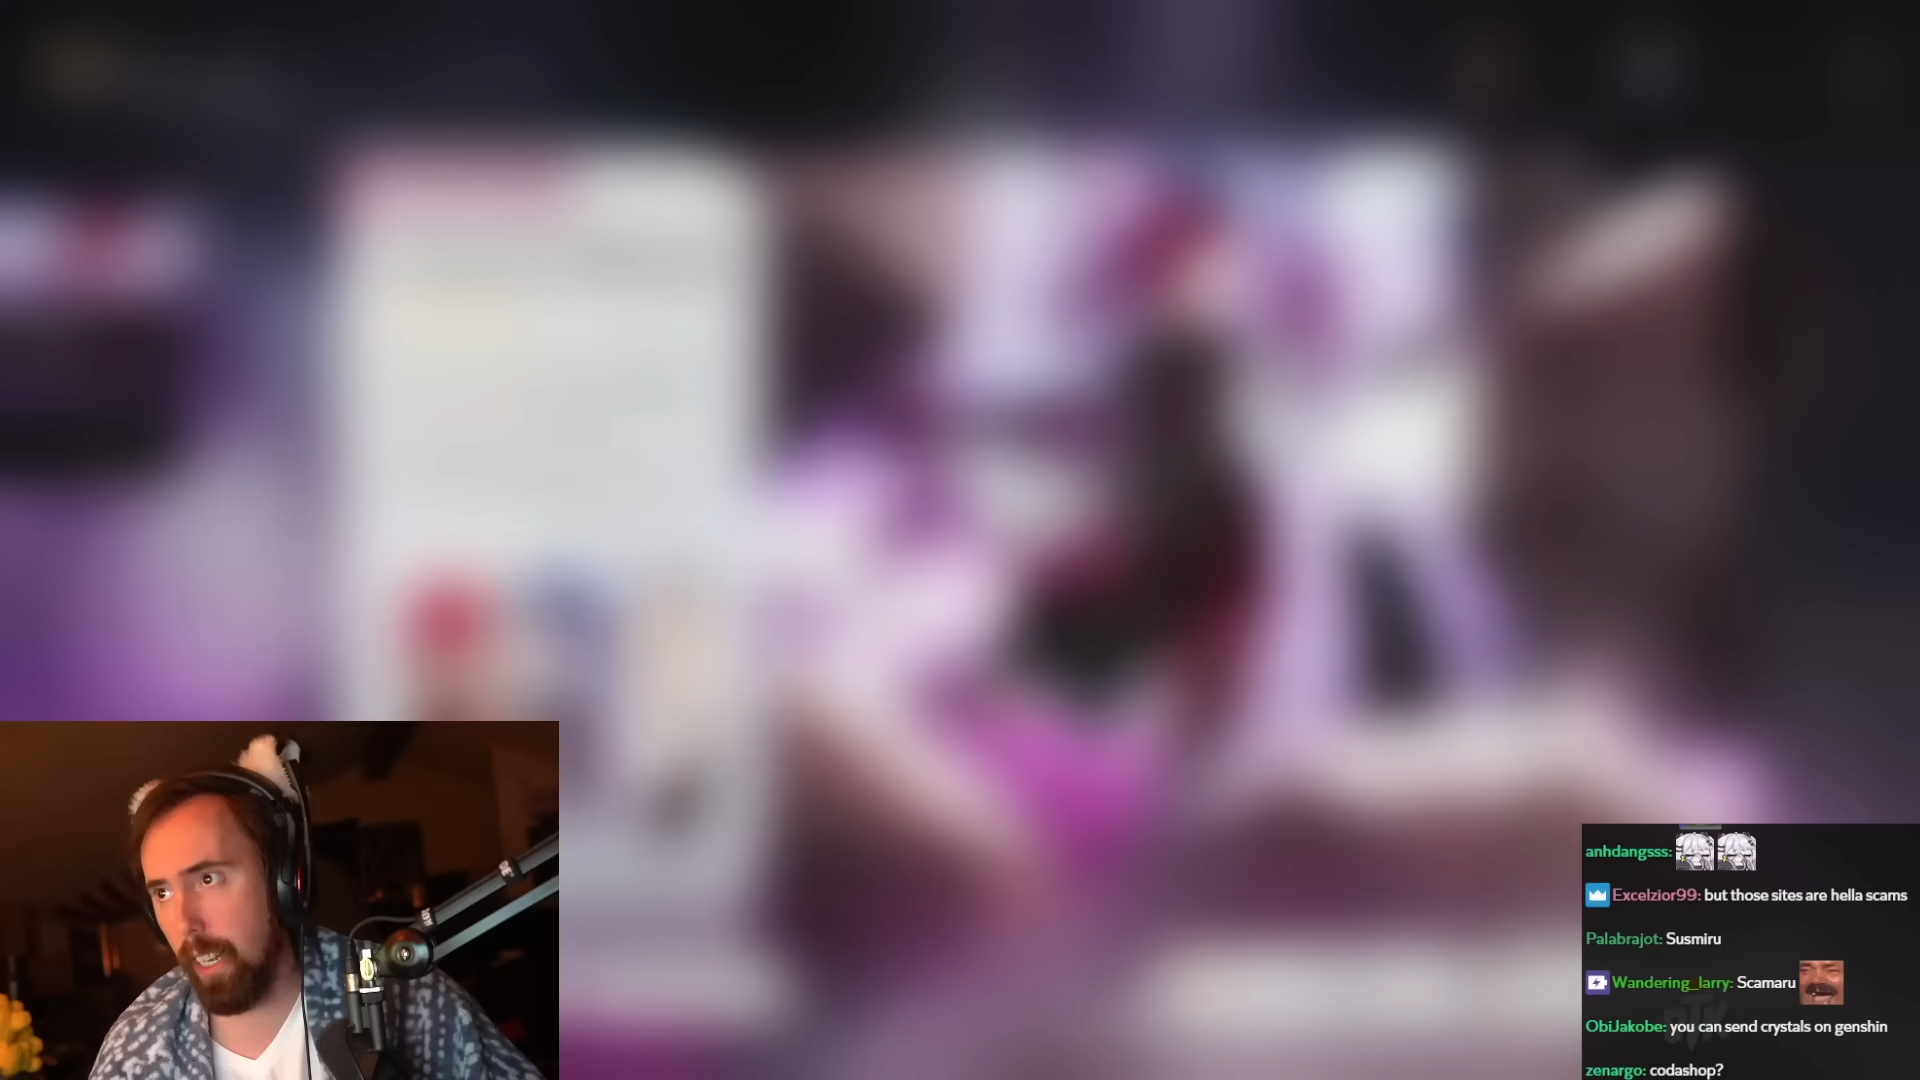 anhdangsss:
Excelzior99: but those sites are hella scams
Palabrajot: Susmiru
Wandering_larry: Scamaru
ObiJakobe: you can send crystals on genshin
zenargo: codashop?